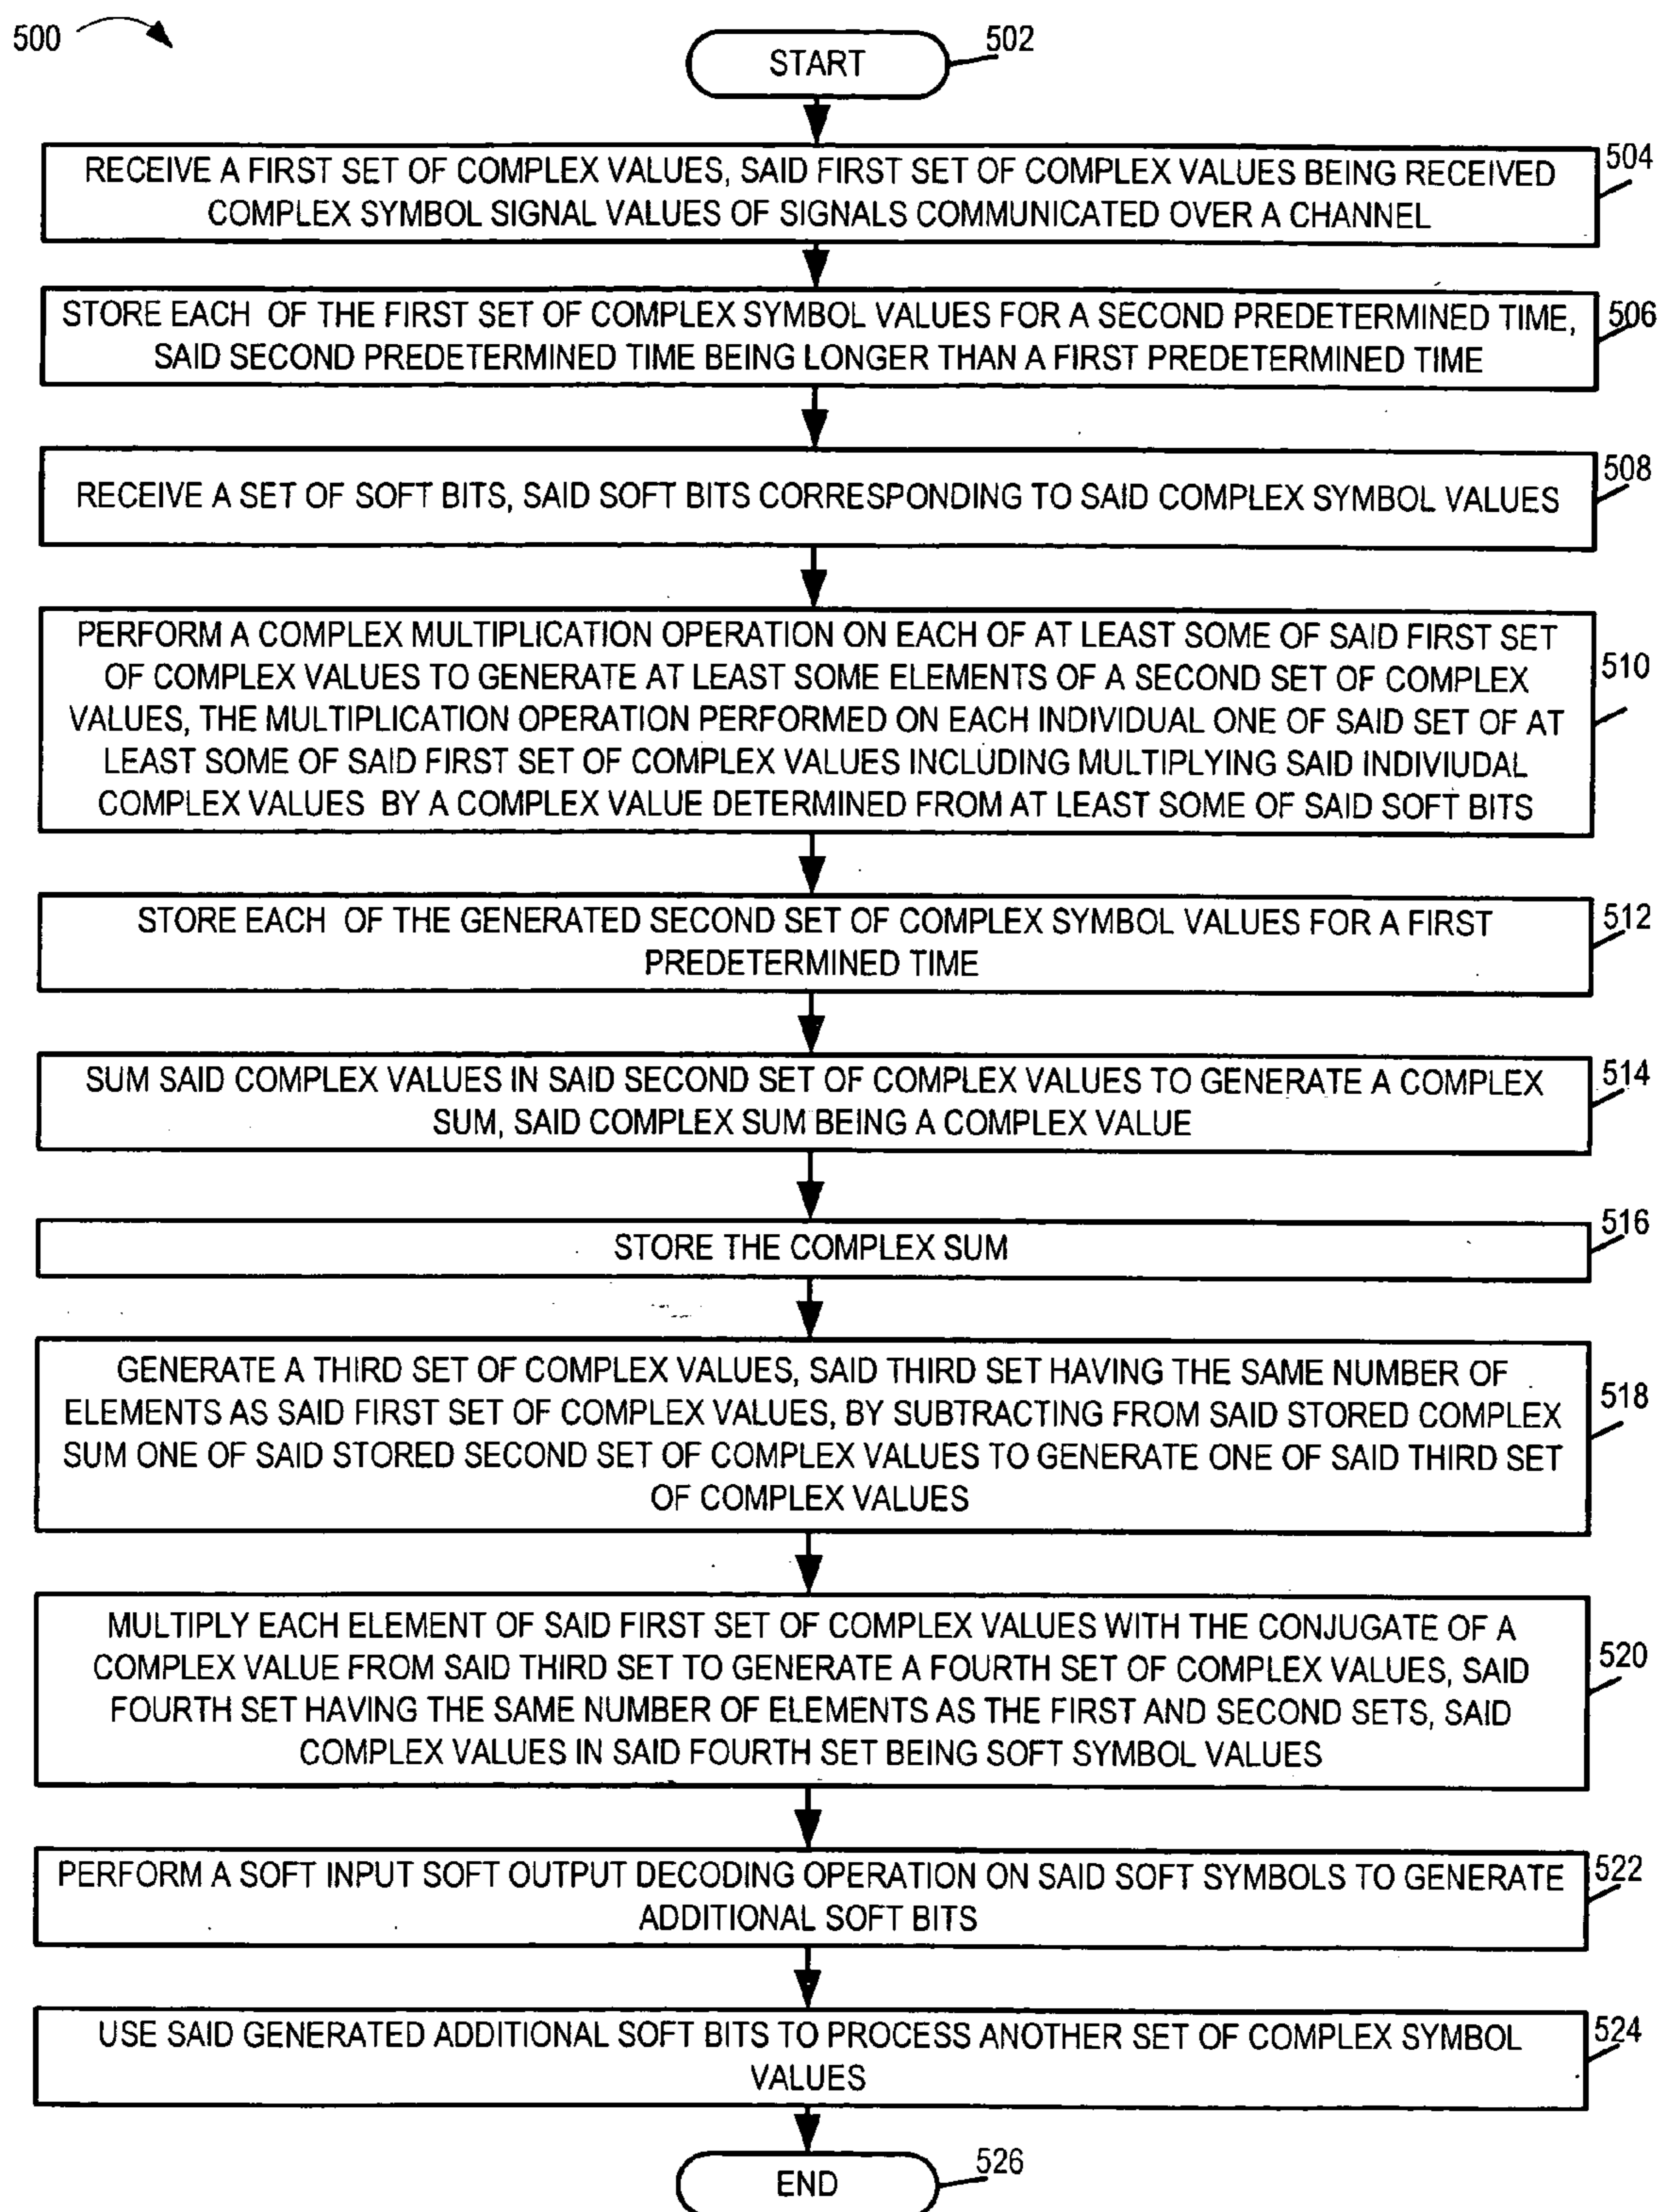 500
START
502
RECEIVE A FIRST SET OF COMPLEX VALUES, SAID FIRST SET OF COMPLEX VALUES BEING RECEIVED
COMPLEX SYMBOL SIGNAL VALUES OF SIGNALS COMMUNICATED OVER A CHANNEL
504
STORE EACH OF THE FIRST SET OF COMPLEX SYMBOL VALUES FOR A SECOND PREDETERMINED TIME,
SAID SECOND PREDETERMINED TIME BEING LONGER THAN A FIRST PREDETERMINED TIME
506
RECEIVE A SET OF SOFT BITS, SAID SOFT BITS CORRESPONDING TO SAID COMPLEX SYMBOL VALUES
508
PERFORM A COMPLEX MULTIPLICATION OPERATION ON EACH OF AT LEAST SOME OF SAID FIRST SET
OF COMPLEX VALUES TO GENERATE AT LEAST SOME ELEMENTS OF A SECOND SET OF COMPLEX
VALUES, THE MULTIPLICATION OPERATION PERFORMED ON EACH INDIVIDUAL ONE OF SAID SET OF AT
LEAST SOME OF SAID FIRST SET OF COMPLEX VALUES INCLUDING MULTIPLYING SAID INDIVIUDAL
COMPLEX VALUES BY A COMPLEX VALUE DETERMINED FROM AT LEAST SOME OF SAID SOFT BITS
510
STORE EACH OF THE GENERATED SECOND SET OF COMPLEX SYMBOL VALUES FOR A FIRST
PREDETERMINED TIME
512
SUM SAID COMPLEX VALUES IN SAID SECOND SET OF COMPLEX VALUES TO GENERATE A COMPLEX
SUM, SAID COMPLEX SUM BEING A COMPLEX VALUE
514
STORE THE COMPLEX SUM
516
GENERATE A THIRD SET OF COMPLEX VALUES, SAID THIRD SET HAVING THE SAME NUMBER OF
ELEMENTS AS SAID FIRST SET OF COMPLEX VALUES, BY SUBTRACTING FROM SAID STORED COMPLEX
SUM ONE OF SAID STORED SECOND SET OF COMPLEX VALUES TO GENERATE ONE OF SAID THIRD SET
OF COMPLEX VALUES
518
MULTIPLY EACH ELEMENT OF SAID FIRST SET OF COMPLEX VALUES WITH THE CONJUGATE OF A
COMPLEX VALUE FROM SAID THIRD SET TO GENERATE A FOURTH SET OF COMPLEX VALUES, SAID
FOURTH SET HAVING THE SAME NUMBER OF ELEMENTS AS THE FIRST AND SECOND SETS, SAID
COMPLEX VALUES IN SAID FOURTH SET BEING SOFT SYMBOL VALUES
520
PERFORM A SOFT INPUT SOFT OUTPUT DECODING OPERATION ON SAID SOFT SYMBOLS TO GENERATE
ADDITIONAL SOFT BITS
522
USE SAID GENERATED ADDITIONAL SOFT BITS TO PROCESS ANOTHER SET OF COMPLEX SYMBOL
VALUES
524
END
526